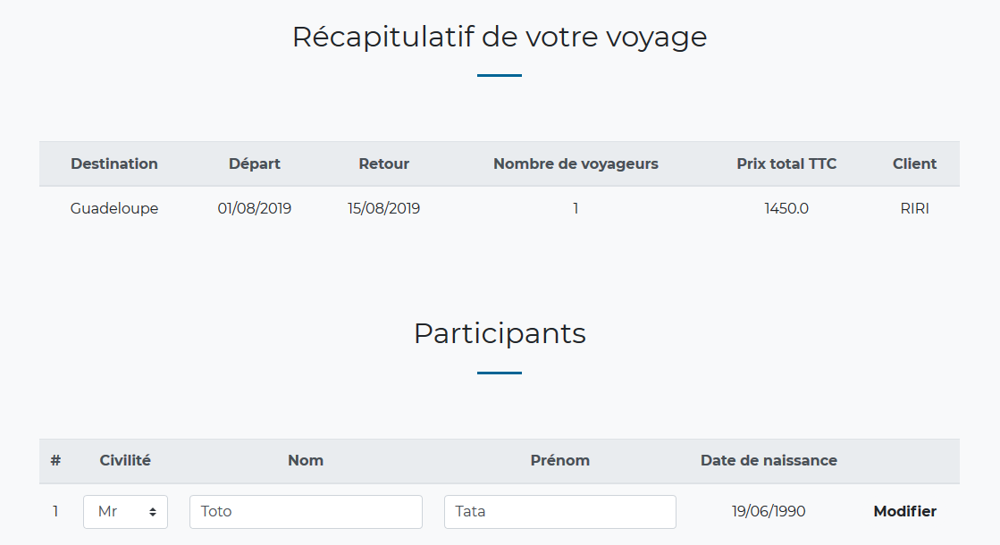 Récapitulatif de votre voyage
Destination Départ Retour Nombre de voyageurs Prix total TTC Client
Guadeloupe 01/08/2019 15/08/2019 1 1450.0 RIRI
Participants
# Civilité Nom Prénom Date de naissance
1 Mr Toto Tata 19/06/1990 Modifier